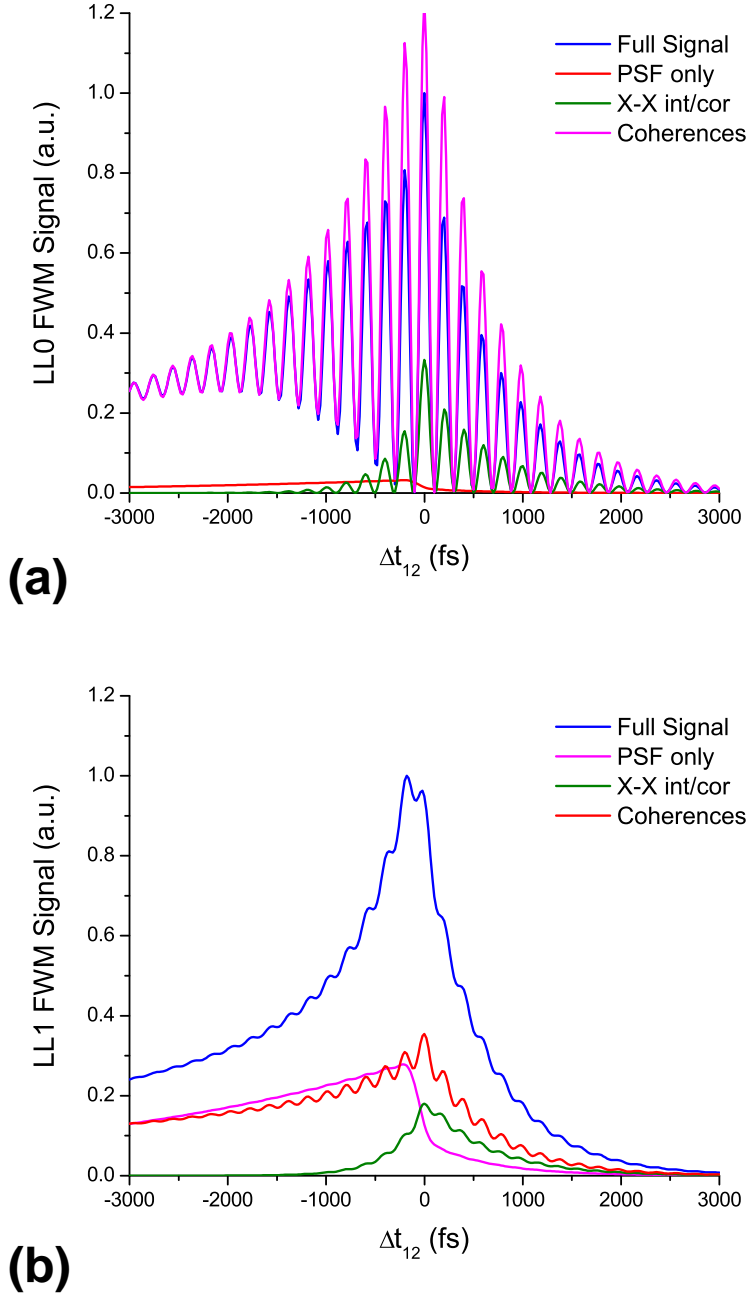 1.2
1.0
0.8
0.6
0.4
0.2
0.0
LL0 FWM Signal (a.u.)
Full Signal
PSF only
X-X int/cor
Coherences
-3000 -2000 -1000 0 1000 2000 3000
Δt12 (fs)
(a)
1.2
1.0
0.8
0.6
0.4
0.2
0.0
LL1 FWM Signal (a.u.)
Full Signal
PSF only
X-X int/cor
Coherences
-3000 -2000 -1000 0 1000 2000 3000
Δt12 (fs)
(b)